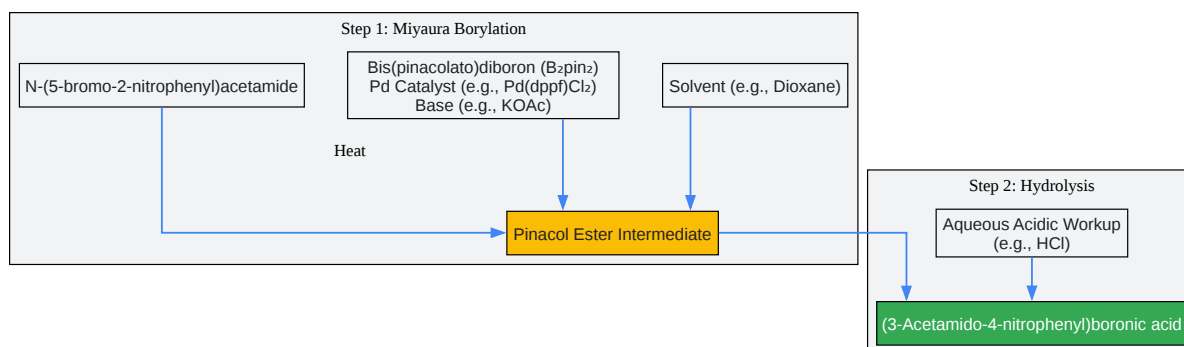 Step 1: Miyaura Borylation
N-(5-bromo-2-nitrophenyl)acetamide
Bis(pinacolato)diboron (B₂pin₂)
Pd Catalyst (e.g., Pd(dppf)Cl₂)
Base (e.g., KOAc)
Solvent (e.g., Dioxane)
Heat
Pinacol Ester Intermediate
Step 2: Hydrolysis
Aqueous Acidic Workup
(e.g., HCl)
(3-Acetamido-4-nitrophenyl)boronic acid